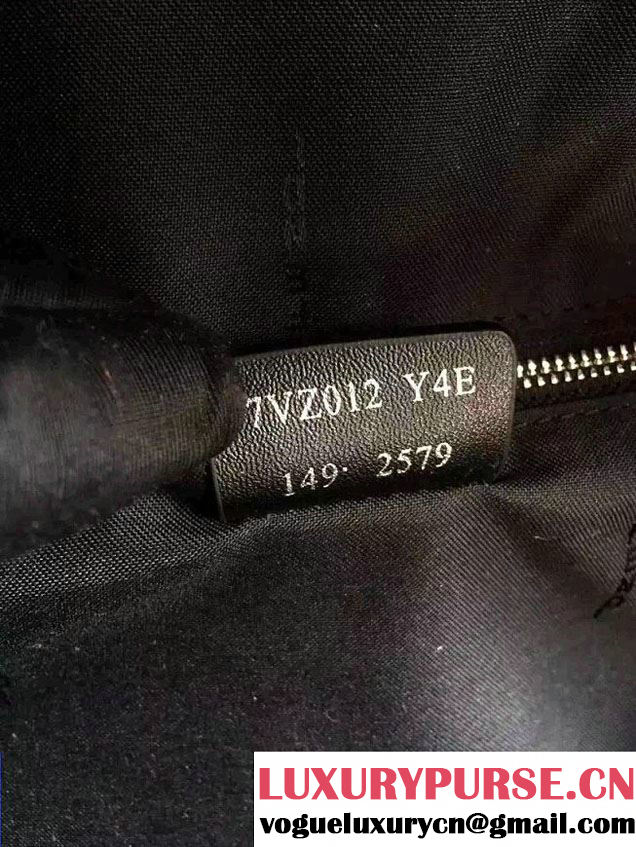 7VZ012 Y4E
149· 2579
LUXURYPURSE.CN
vogueluxurycn@gmail.com